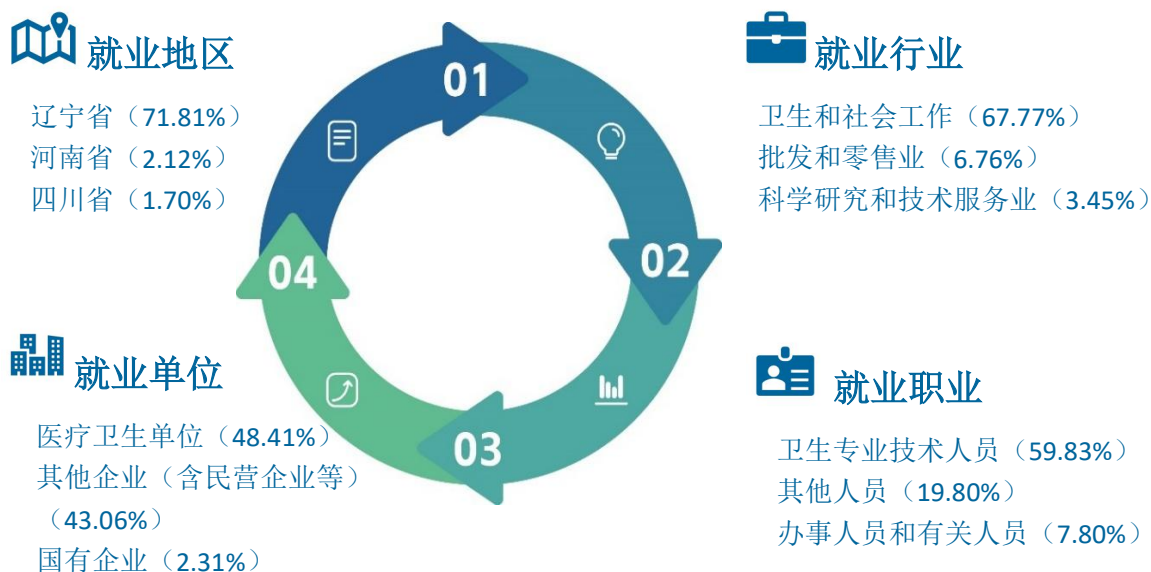 就业地区
辽宁省（71.81%）
河南省（2.12%）
四川省（1.70%）
01
就业行业
卫生和社会工作（67.77%）
批发和零售业（6.76%）
科学研究和技术服务业（3.45%）
02
就业职业
卫生专业技术人员（59.83%）
其他人员（19.80%）
办事人员和有关人员（7.80%）
03
就业单位
医疗卫生单位（48.41%）
其他企业（含民营企业等）
（43.06%）
国有企业（2.31%）
04